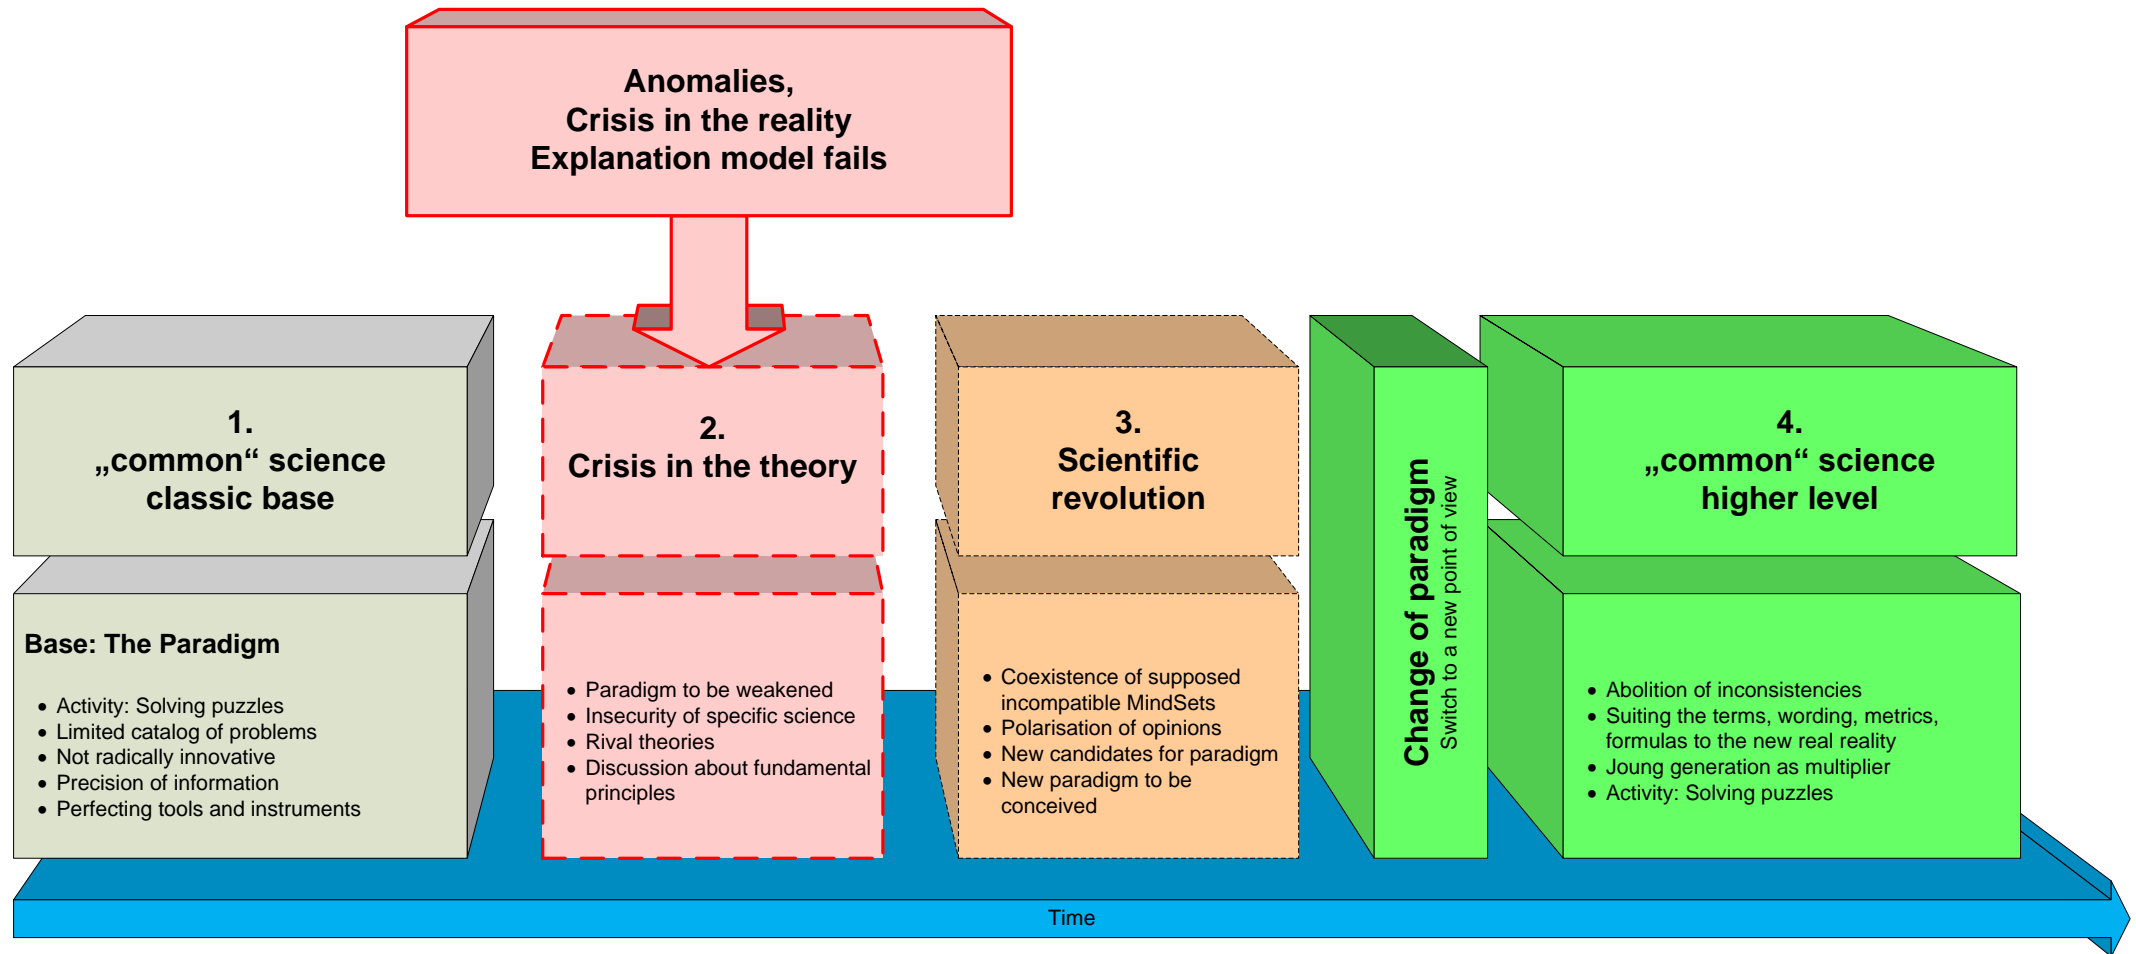 Anomalies,
Crisis in the reality
Explanation model fails
1.
„common“ science
classic base
Base: The Paradigm
• Activity: Solving puzzles
• Limited catalog of problems
• Not radically innovative
• Precision of information
• Perfecting tools and instruments
2.
Crisis in the theory
• Paradigm to be weakened
• Insecurity of specific science
• Rival theories
• Discussion about fundamental
principles
3.
Scientific
revolution
• Coexistence of supposed
incompatible MindSets
• Polarisation of opinions
• New candidates for paradigm
• New paradigm to be
conceived
Change of paradigm
Switch to a new point of view
4.
„common“ science
higher level
• Abolition of inconsistencies
• Suiting the terms, wording, metrics,
formulas to the new real reality
• Joung generation as multiplier
• Activity: Solving puzzles
Time